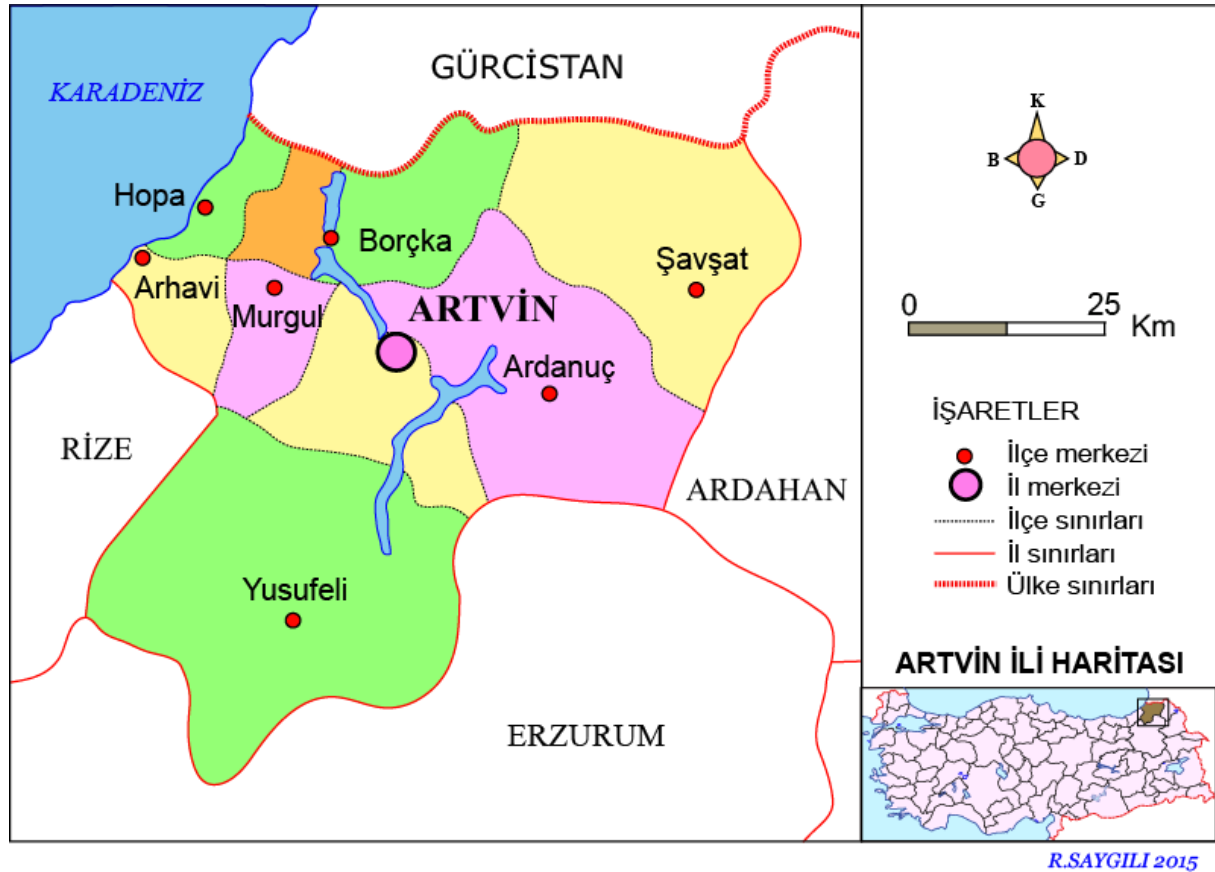 GÜRCİSTAN
KARADENİZ
Hopa
Borçka
Şavşat
Arhavi
Murgul
ARTVİN
Ardanuç
RİZE
ARDAHAN
Yusufeli
ERZURUM
K
B D
G
0 25 Km
İŞARETLER
İlçe merkezi
İl merkezi
İlçe sınırları
İl sınırları
Ülke sınırları
ARTVİN İLİ HARİTASI
R.SAYGILI 2015